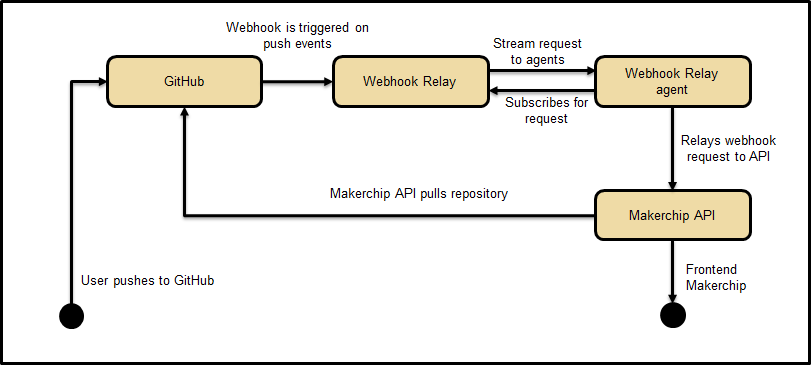 Webhook is triggered on
push events
Stream request
to agents
GitHub
Webhook Relay
Webhook Relay
agent
Subscribes for
request
Relays webhook
request to API
Makerchip API pulls repository
Makerchip API
User pushes to GitHub
Frontend
Makerchip